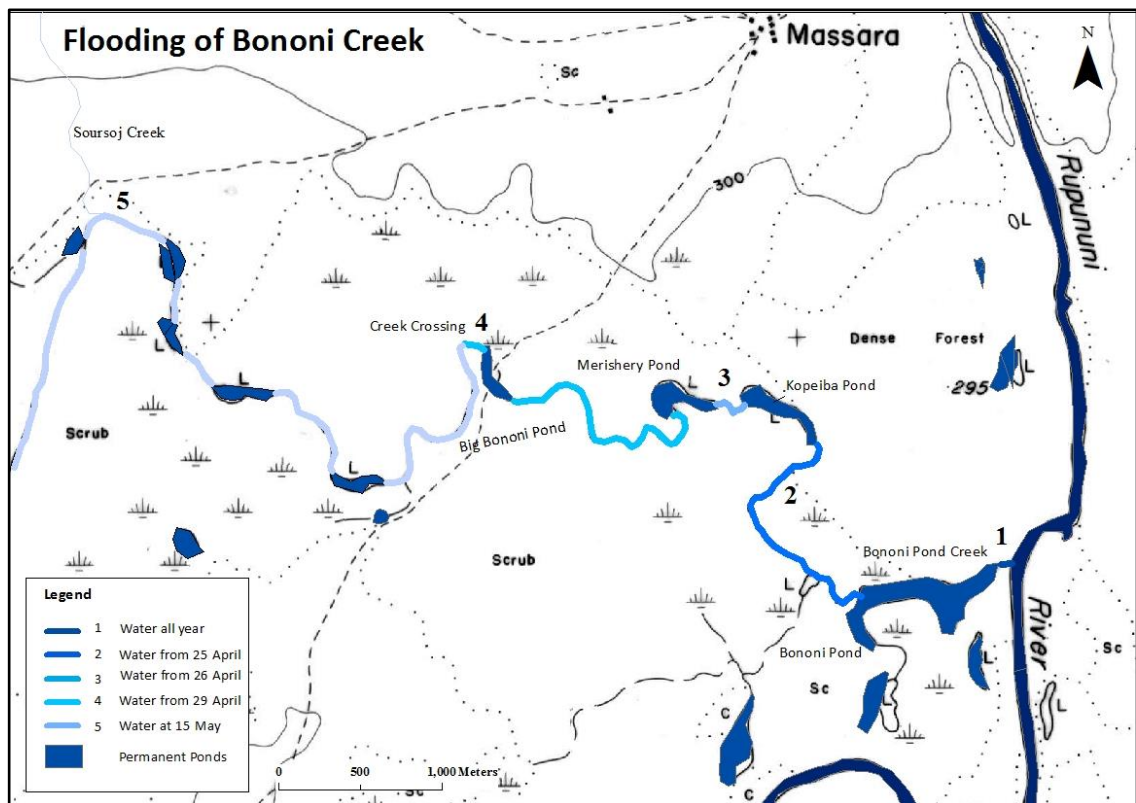 Flooding of Bononi Creek
Massara
N
Sc
Soursoj Creek
300
Rupununi
5
L
L
Creek Crossing
4
L
Merishery Pond
L
3
Kopeiba Pond
L
Dense Forest
295
L
L
Scrub
Big Bononi Pond
L
2
Scrub
Bononi Pond Creek
1
L
River
Bononi Pond
L
Sc
Sc
L
L
C
C
Sc
Legend
1 Water all year
2 Water from 25 April
3 Water from 26 April
4 Water from 29 April
5 Water at 15 May
Permanent Ponds
0 500 1,000 Meters